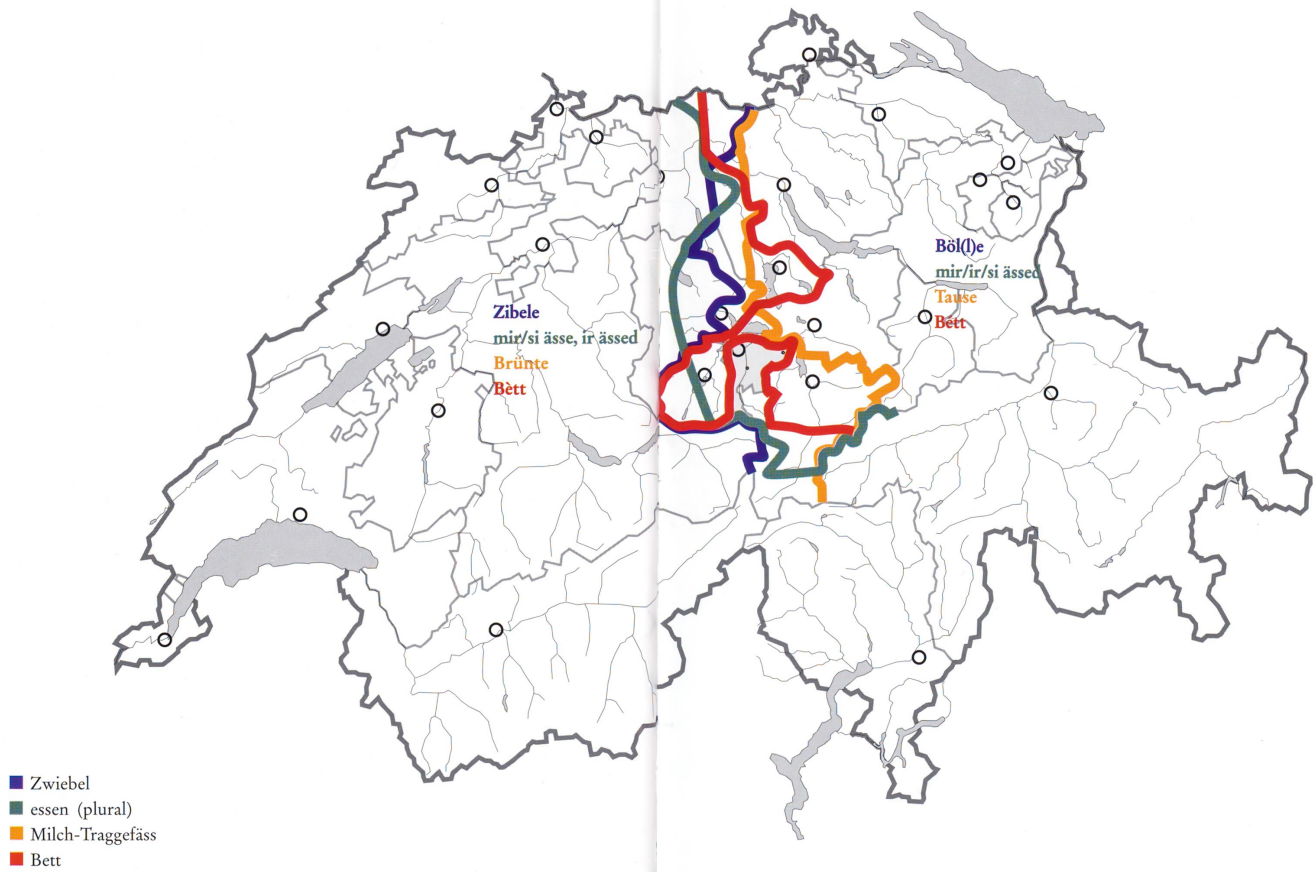 Zibele
mir/si ässe, ir ässed
Brünte
Bètt
Böl(l)e
mir/ir/si ässed
Tause
Bétt
Zwiebel
essen (plural)
Milch-Traggefäss
Bett